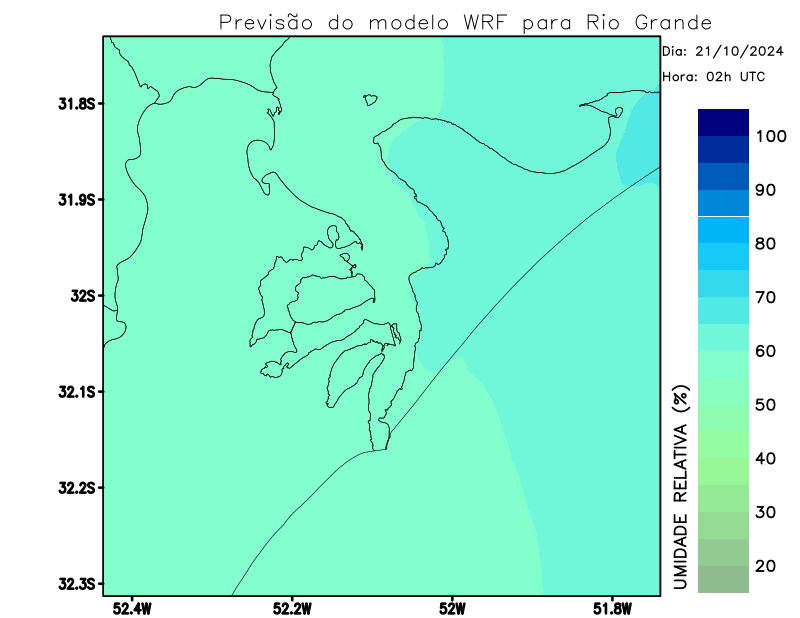 Previsão do modelo WRF para Rio Grande
Dia: 21/10/2024
Hora: 02h UTC
31.8S
31.9S
32S
32.1S
32.2S
32.3S
52.4W
52.2W
52W
51.8W
100
90
80
70
60
50
40
30
20
UMIDADE RELATIVA (%)